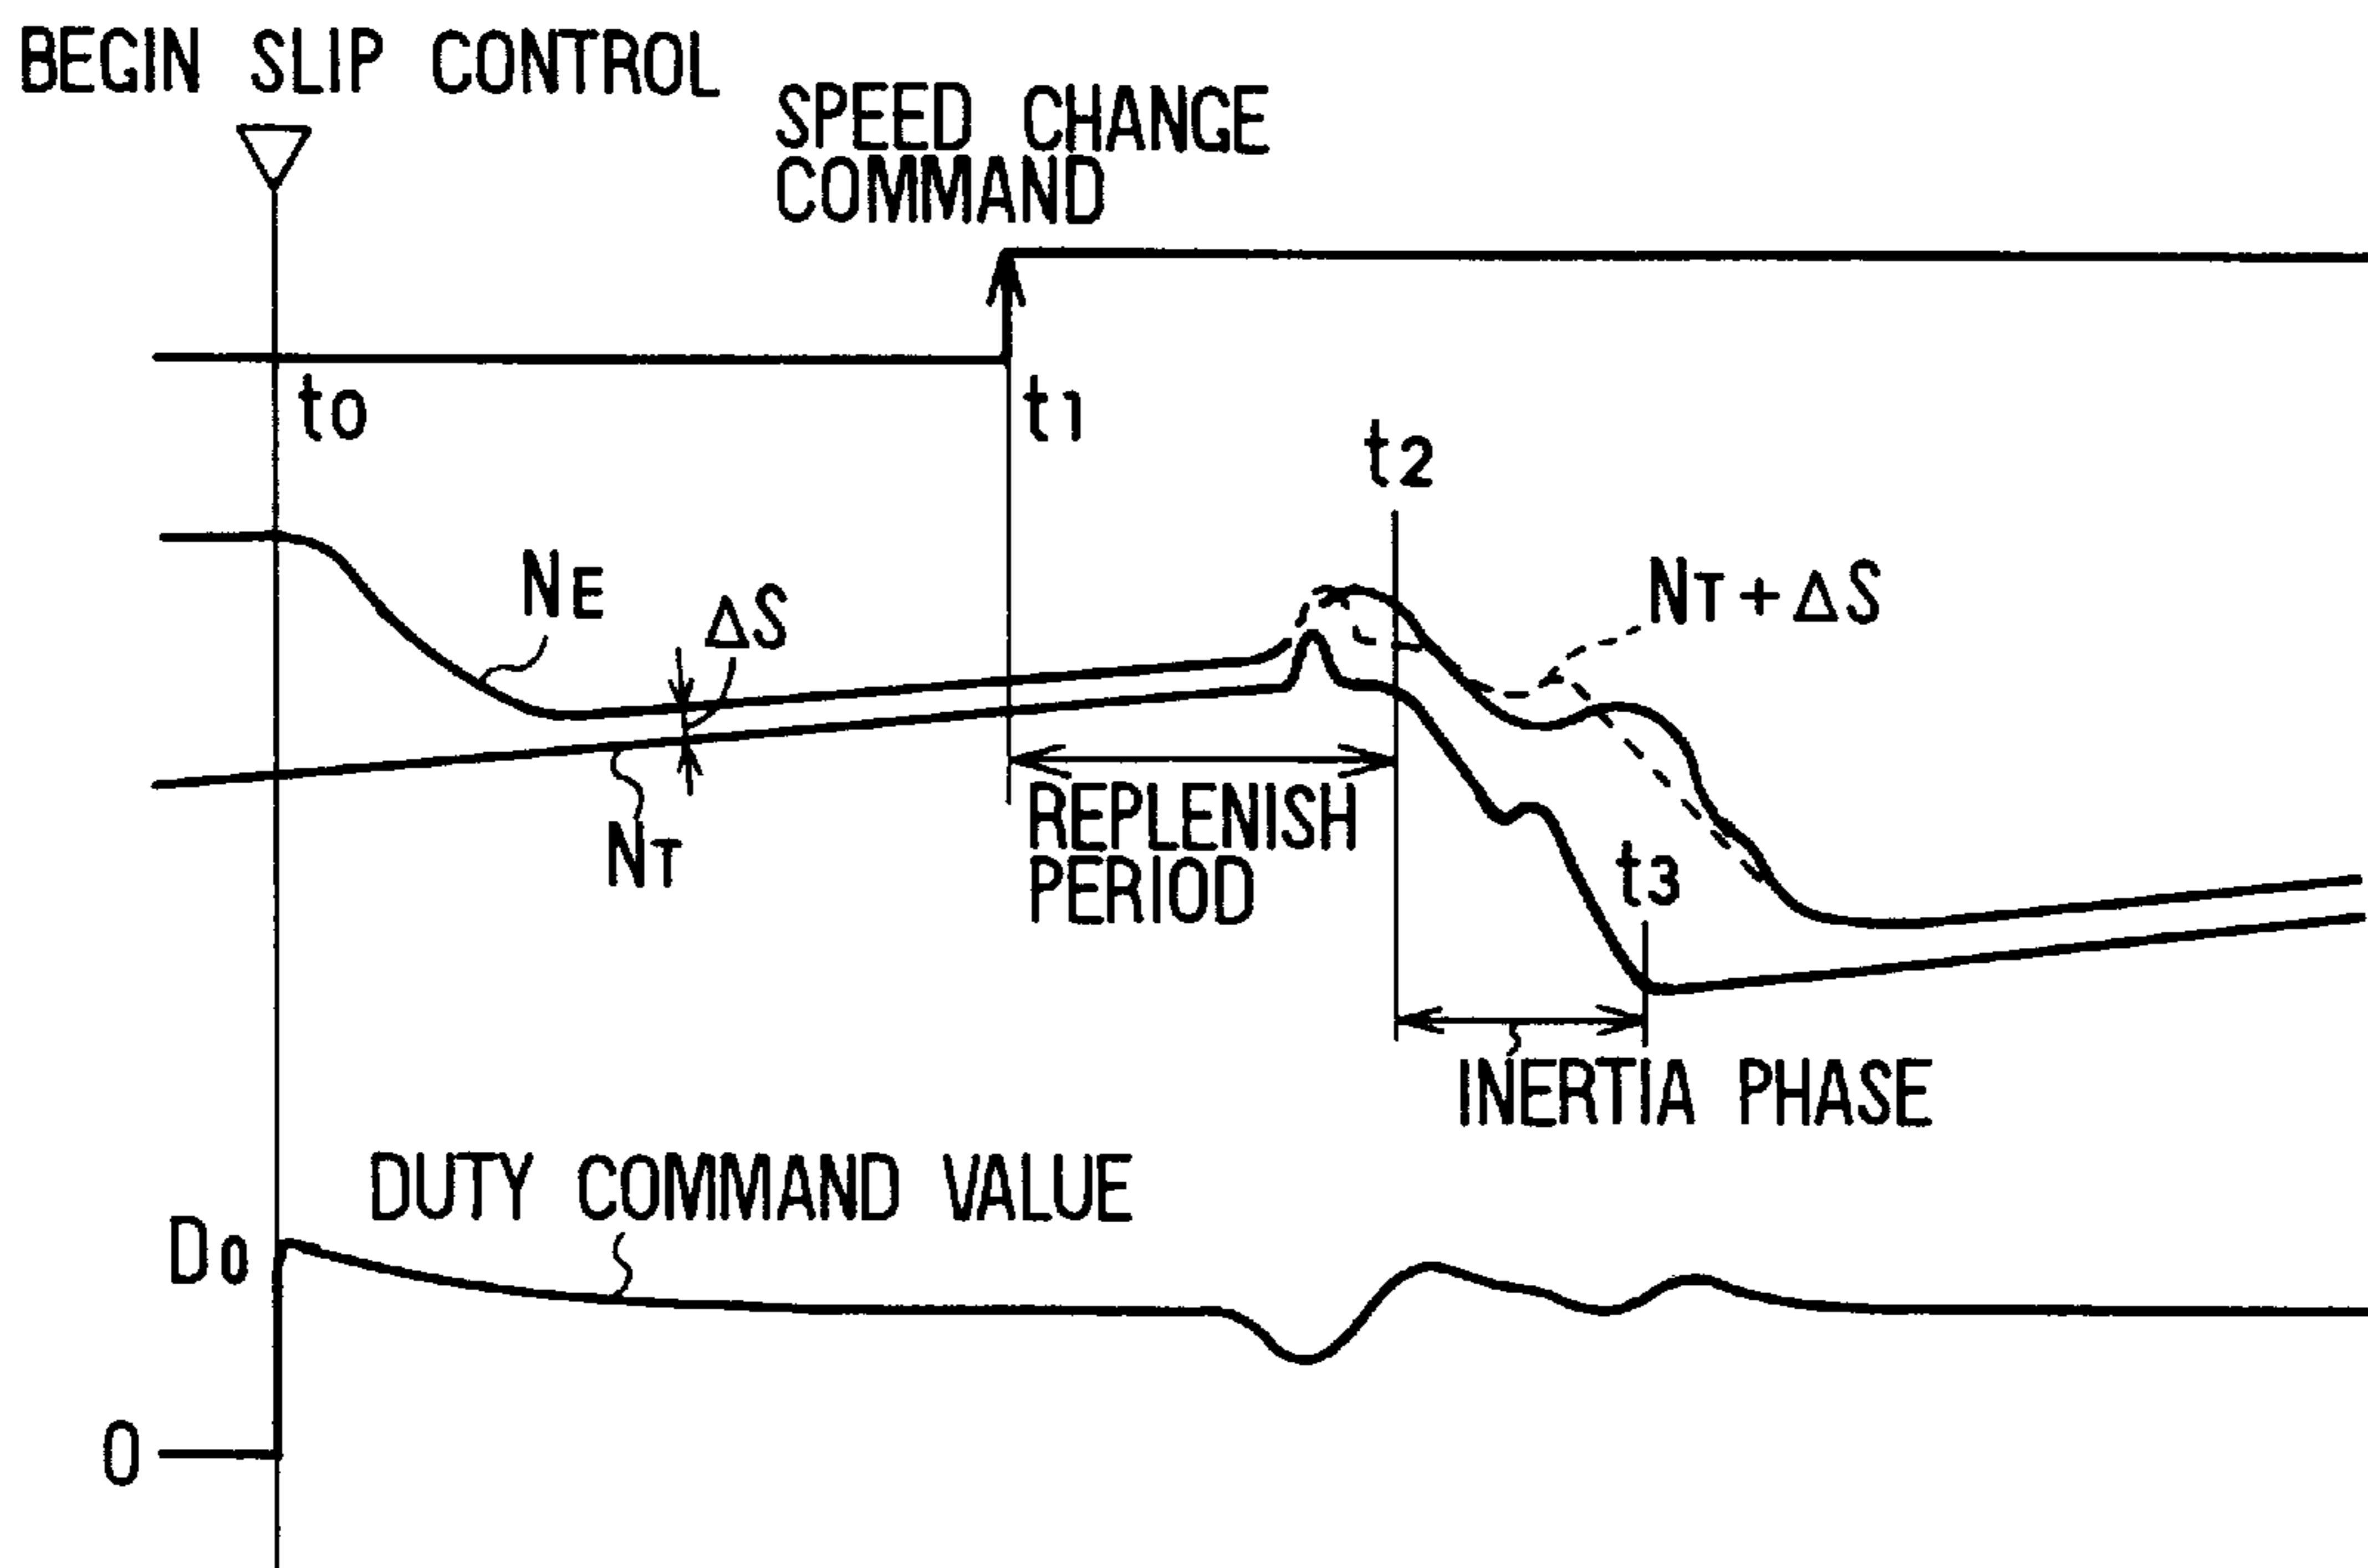 BEGIN SLIP CONTROL
SPEED CHANGE
COMMAND
t0
t1
t2
NE
ΔS
NT+ΔS
NT
REPLENISH
PERIOD
t3
INERTIA PHASE
DUTY COMMAND VALUE
D0
0